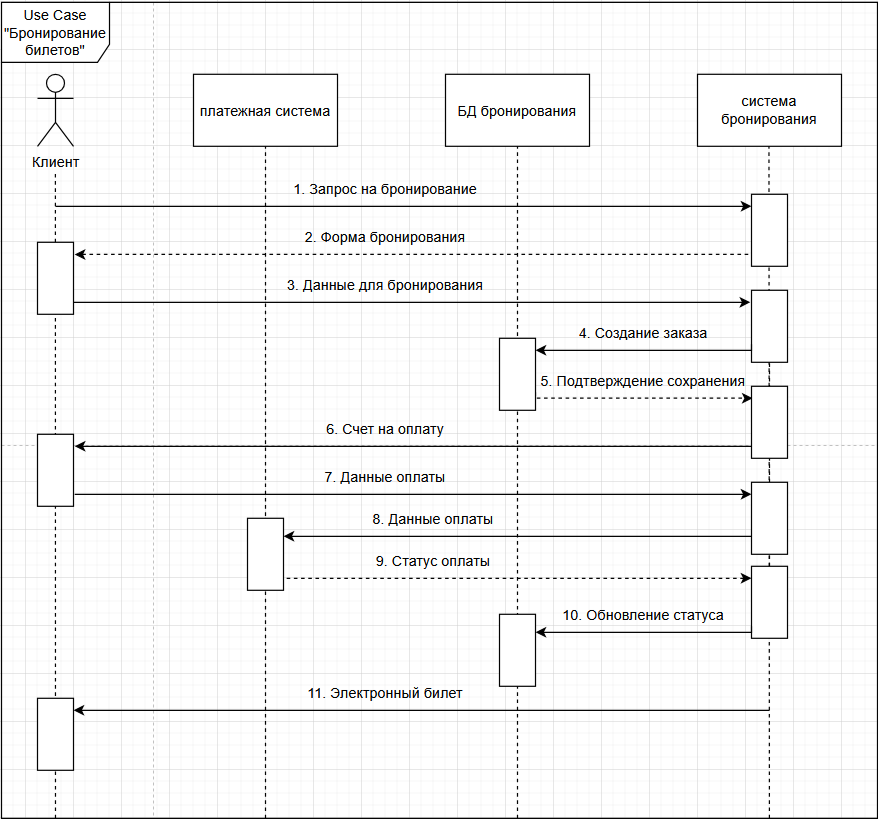 Use Case
"Бронирование
билетов"
Клиент
платежная система
БД бронирования
система
бронирования
1. Запрос на бронирование
2. Форма бронирования
3. Данные для бронирования
4. Создание заказа
5. Подтверждение сохранения
6. Счет на оплату
7. Данные оплаты
8. Данные оплаты
9. Статус оплаты
10. Обновление статуса
11. Электронный билет